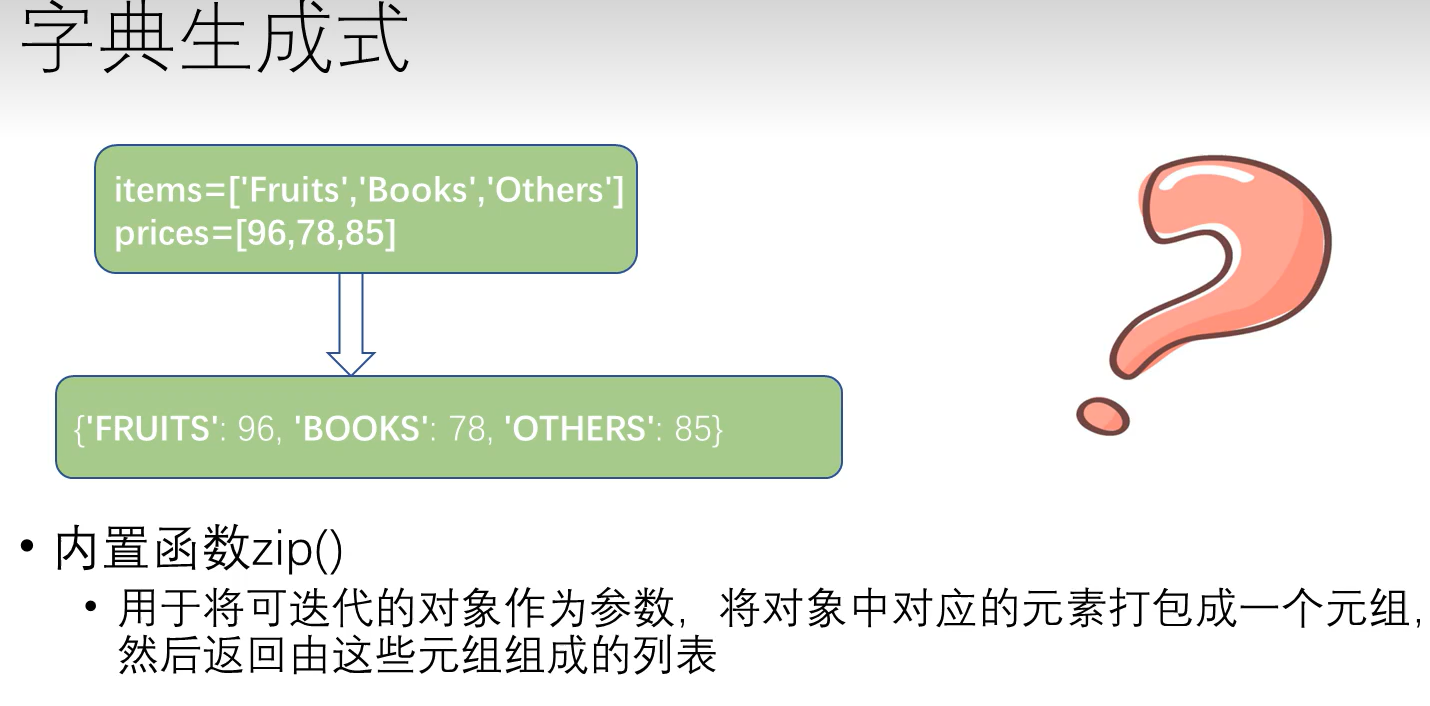 字典生成式
items=['Fruits','Books','Others']
prices=[96,78,85]
{'FRUITS': 96, 'BOOKS': 78, 'OTHERS': 85}
• 内置函数zip()
• 用于将可迭代的对象作为参数，将对象中对应的元素打包成一个元组，
然后返回由这些元组组成的列表